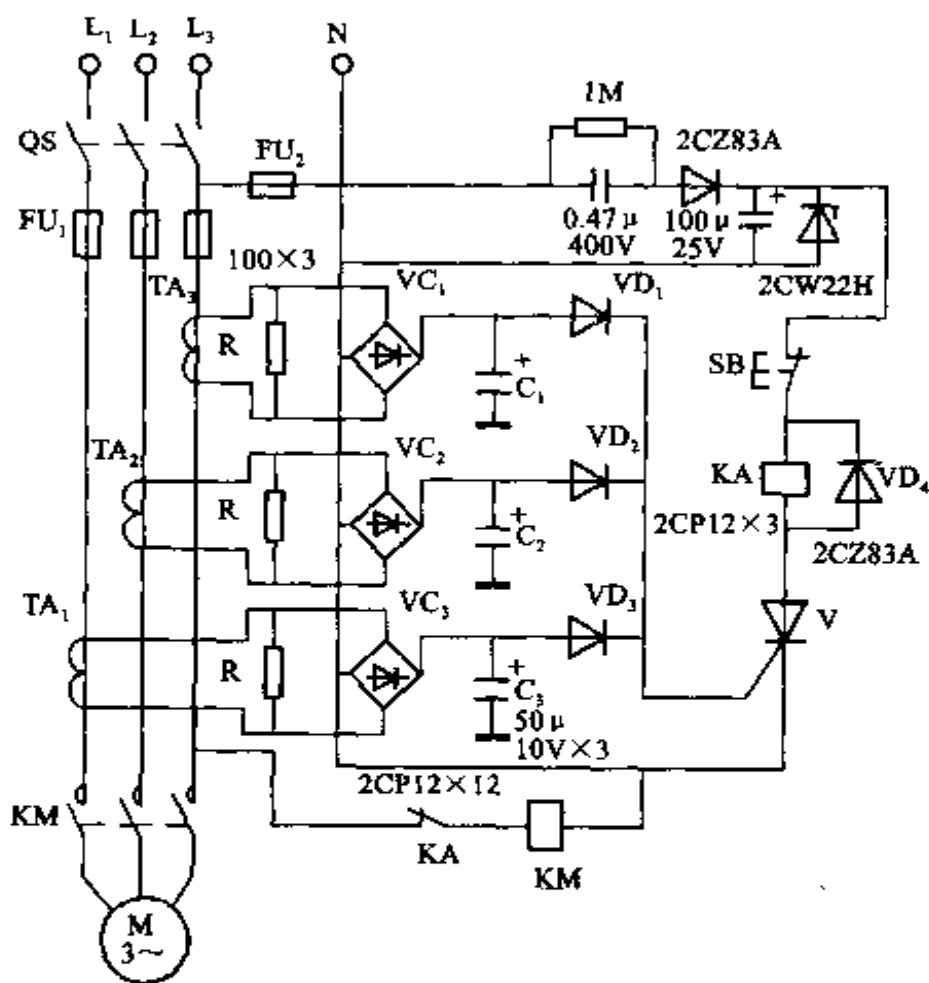 L₁ L₂ L₃ N
QS
FU₂
1M
2CZ83A
FU₁
0.47μ
400V
100μ
25V
+
2CW22H
100×3
TA₃
VC₁
VD₁
R
+
C₁
SB
TA₂
VC₂
VD₂
R
+
C₂
KA
VD₄
2CP12×3
2CZ83A
TA₁
VC₃
VD₃
V
R
+
C₃
50μ
10V×3
2CP12×12
KM
KA
KM
M
3~